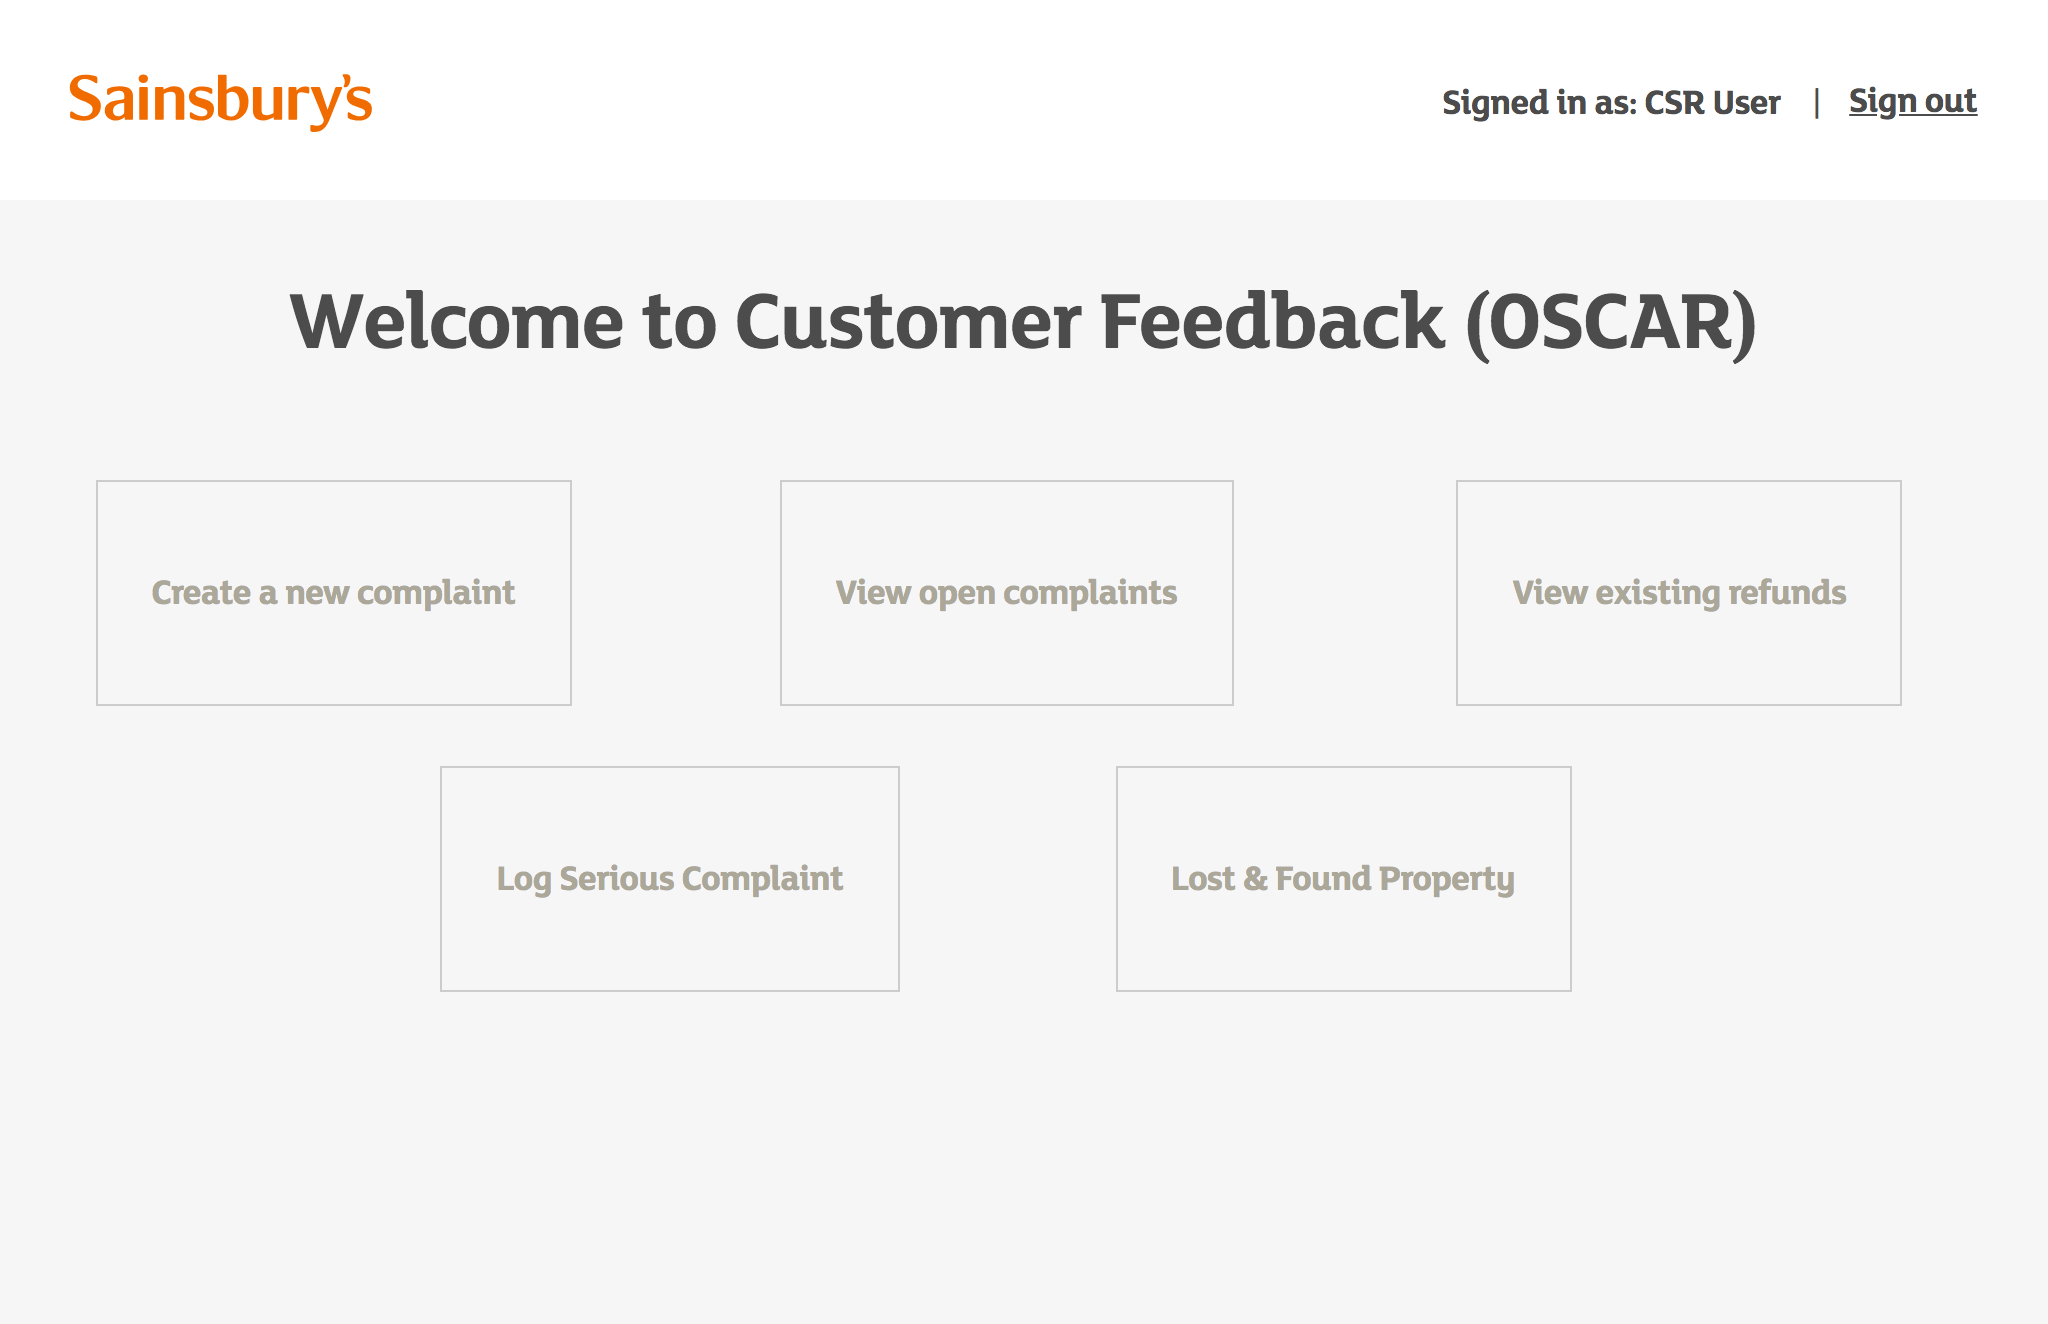 Sainsbury's
Signed in as: CSR User | Sign out
Welcome to Customer Feedback (OSCAR)
Create a new complaint
View open complaints
View existing refunds
Log Serious Complaint
Lost & Found Property